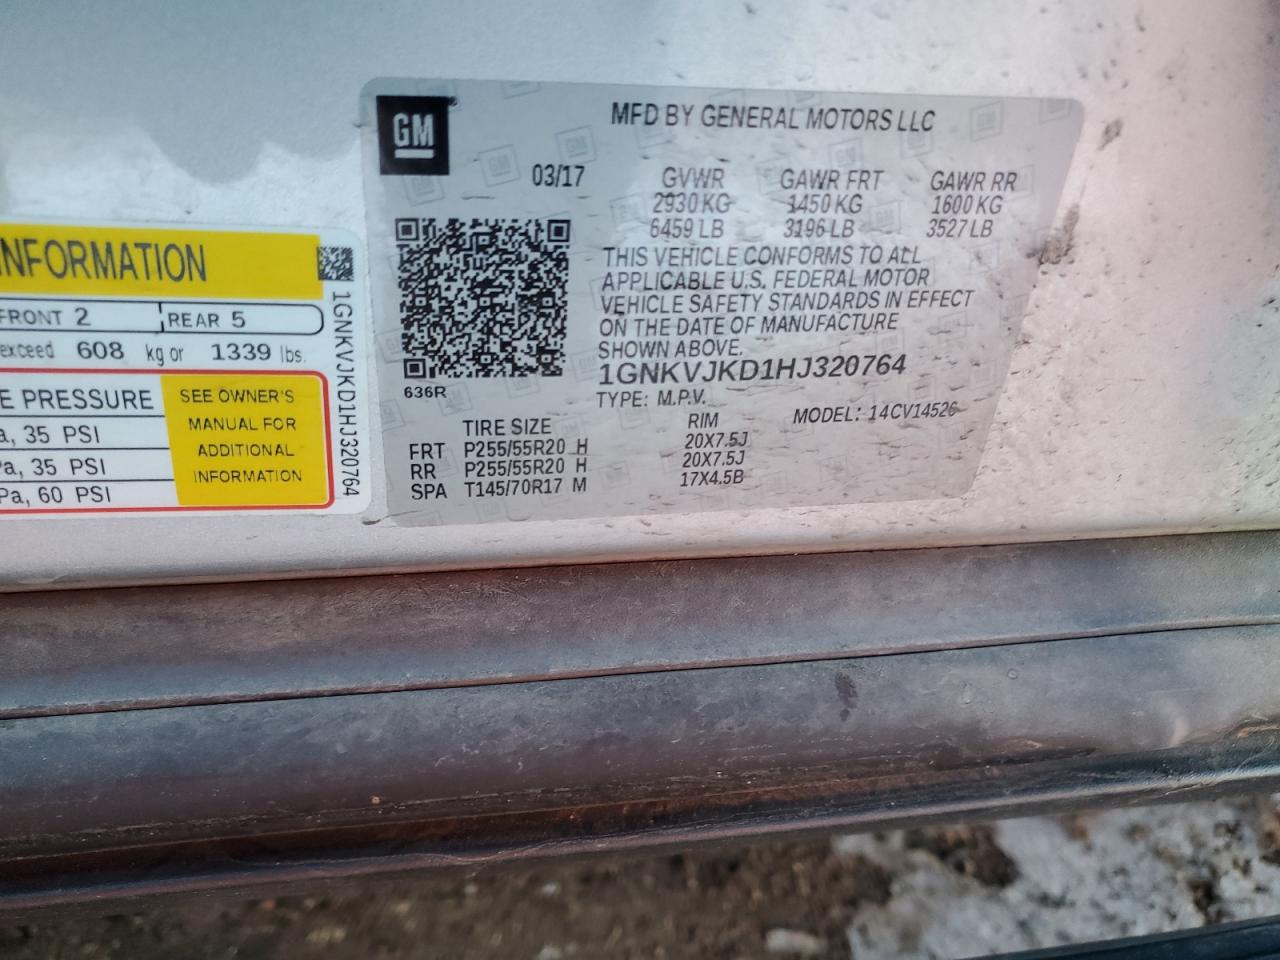 GM
MFD BY GENERAL MOTORS LLC
03/17
GVWR GAWR FRT GAWR RR
2930 KG 1450 KG 1600 KG
6459 LB 3196 LB 3527 LB
THIS VEHICLE CONFORMS TO ALL
APPLICABLE U.S. FEDERAL MOTOR
VEHICLE SAFETY STANDARDS IN EFFECT
ON THE DATE OF MANUFACTURE
SHOWN ABOVE.
1GNKVJKD1HJ320764
636R
TYPE: M.P.V. MODEL: 14CV14526
TIRE SIZE RIM
FRT P255/55R20 H 20X7.5J
RR P255/55R20 H 20X7.5J
SPA T145/70R17 M 17X4.5B
INFORMATION
FRONT 2 REAR 5
exceed 608 kg or 1339 lbs.
E PRESSURE
a, 35 PSI
Pa, 35 PSI
Pa, 60 PSI
SEE OWNER'S
MANUAL FOR
ADDITIONAL
INFORMATION
1GNKVJKD1HJ320764